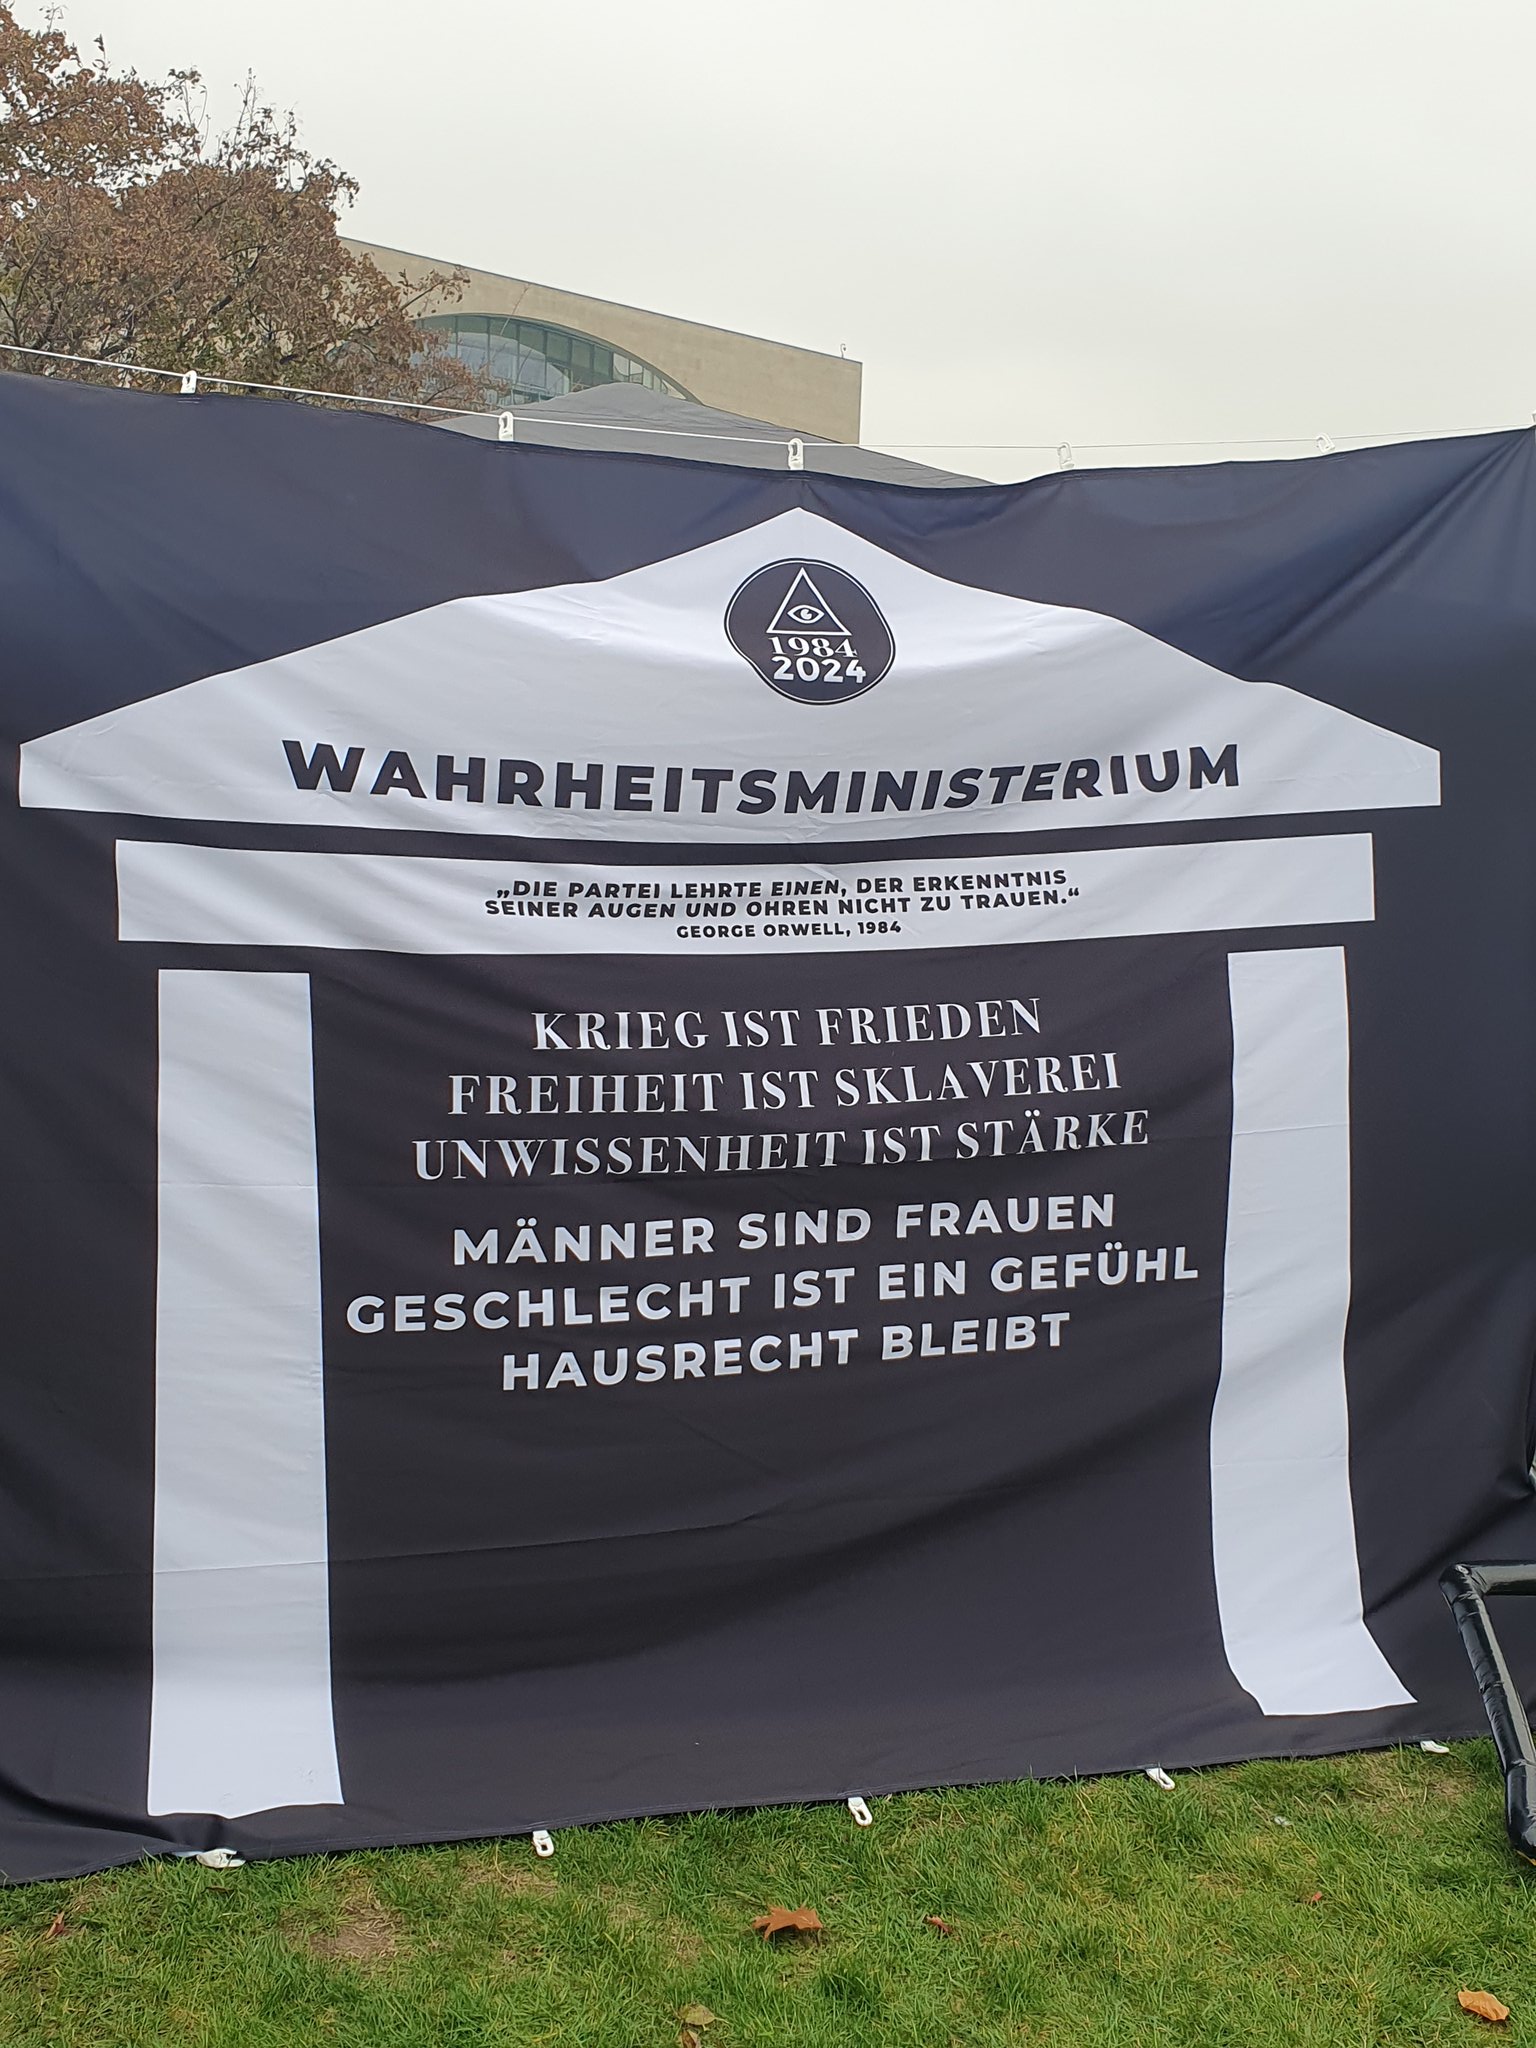 1984
2024
WAHRHEITSMINISTERIUM
„DIE PARTEI LEHRTE EINEN, DER ERKENNTNIS
SEINER AUGEN UND OHREN NICHT ZU TRAUEN.“
GEORGE ORWELL, 1984
KRIEG IST FRIEDEN
FREIHEIT IST SKLAVEREI
UNWISSENHEIT IST STÄRKE
MÄNNER SIND FRAUEN
GESCHLECHT IST EIN GEFÜHL
HAUSRECHT BLEIBT